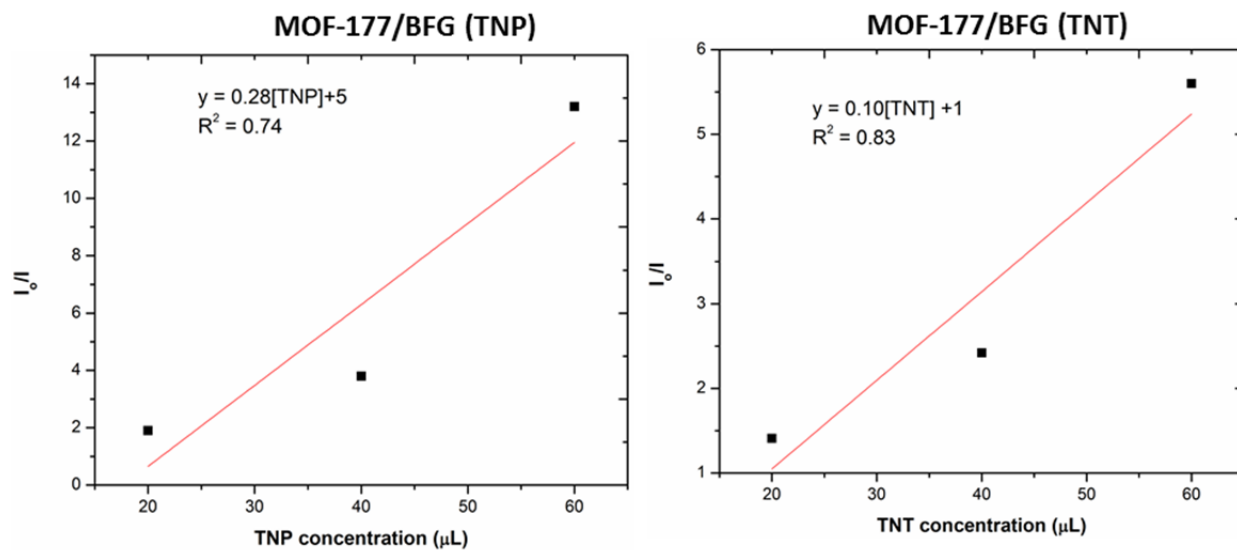 MOF-177/BFG (TNP)
y = 0.28[TNP]+5
R² = 0.74
14
12
10
8
6
4
2
0
I₀/I
20
30
40
50
60
TNP concentration (μL)
MOF-177/BFG (TNT)
y = 0.10[TNT] +1
R² = 0.83
6
5
4
3
2
1
I₀/I
20
30
40
50
60
TNT concentration (μL)